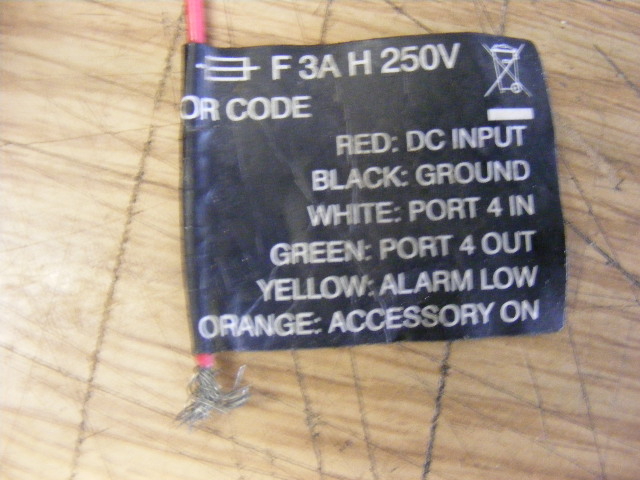 F 3A H 250V
OR CODE
RED: DC INPUT
BLACK: GROUND
WHITE: PORT 4 IN
GREEN: PORT 4 OUT
YELLOW: ALARM LOW
ORANGE: ACCESSORY ON